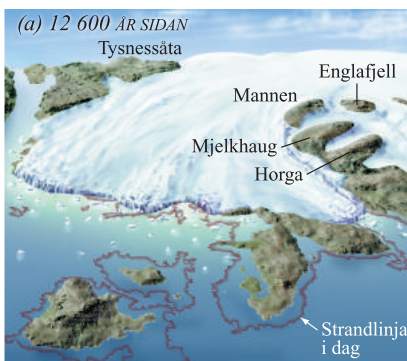 (a) 12 600 ÅR SIDAN
Tysnessåta
Englafjell
Mannen
Mjelkhaug
Horga
Strandlinja
i dag